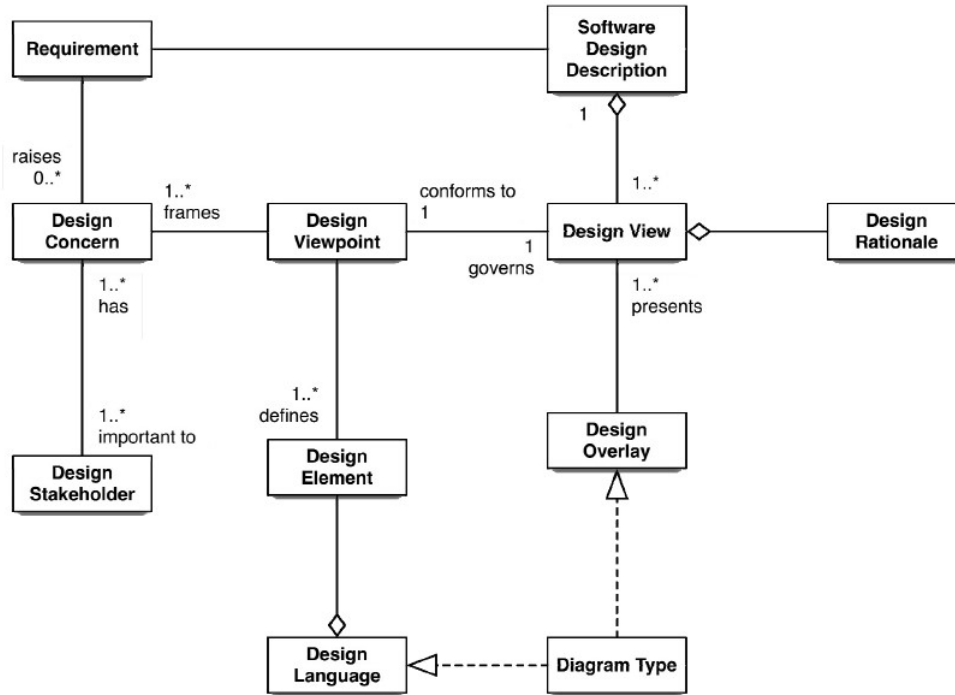 Requirement
Software
Design
Description
1
raises
0..*
1..*
frames
conforms to
1
1..*
Design
Concern
Design
Viewpoint
Design View
Design
Rationale
1
governs
1..*
has
1..*
presents
1..*
important to
1..*
defines
Design
Overlay
Design
Stakeholder
Design
Element
Design
Language
Diagram Type